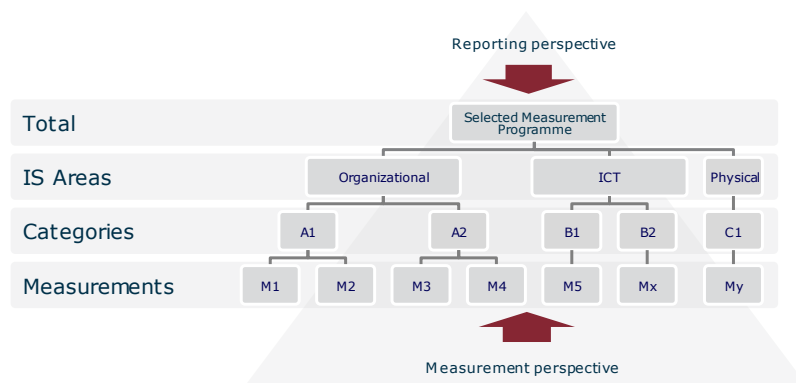 Reporting perspective
Total
Selected Measurement
Programme
IS Areas
Organizational
ICT
Physical
Categories
A1
A2
B1
B2
C1
Measurements
M1
M2
M3
M4
M5
Mx
My
Measurement perspective